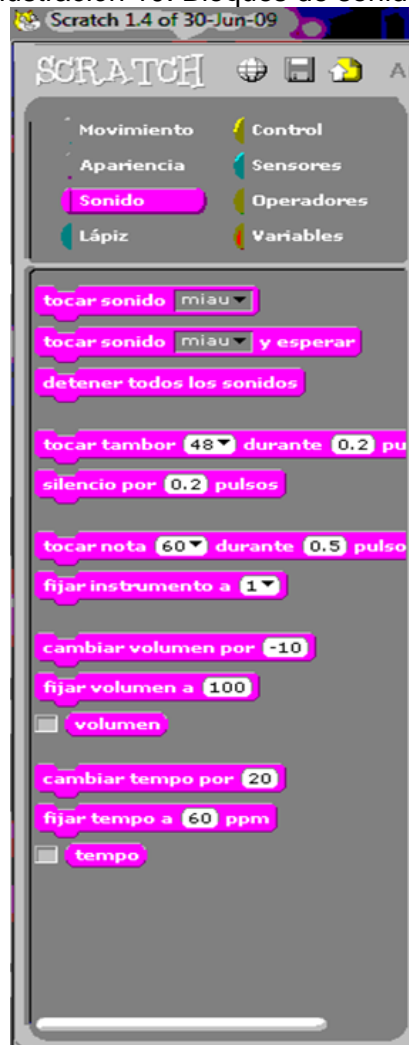 Scratch 1.4 of 30-Jun-09
SCRATCH A
Movimiento Control
Apariencia Sensores
Sonido Operadores
Lápiz Variables
tocar sonido miau
tocar sonido miau y esperar
detener todos los sonidos
tocar tambor 48 durante 0.2 pu
silencio por 0.2 pulsos
tocar nota 60 durante 0.5 pulso
fijar instrumento a 1
cambiar volumen por -10
fijar volumen a 100
volumen
cambiar tempo por 20
fijar tempo a 60 ppm
tempo